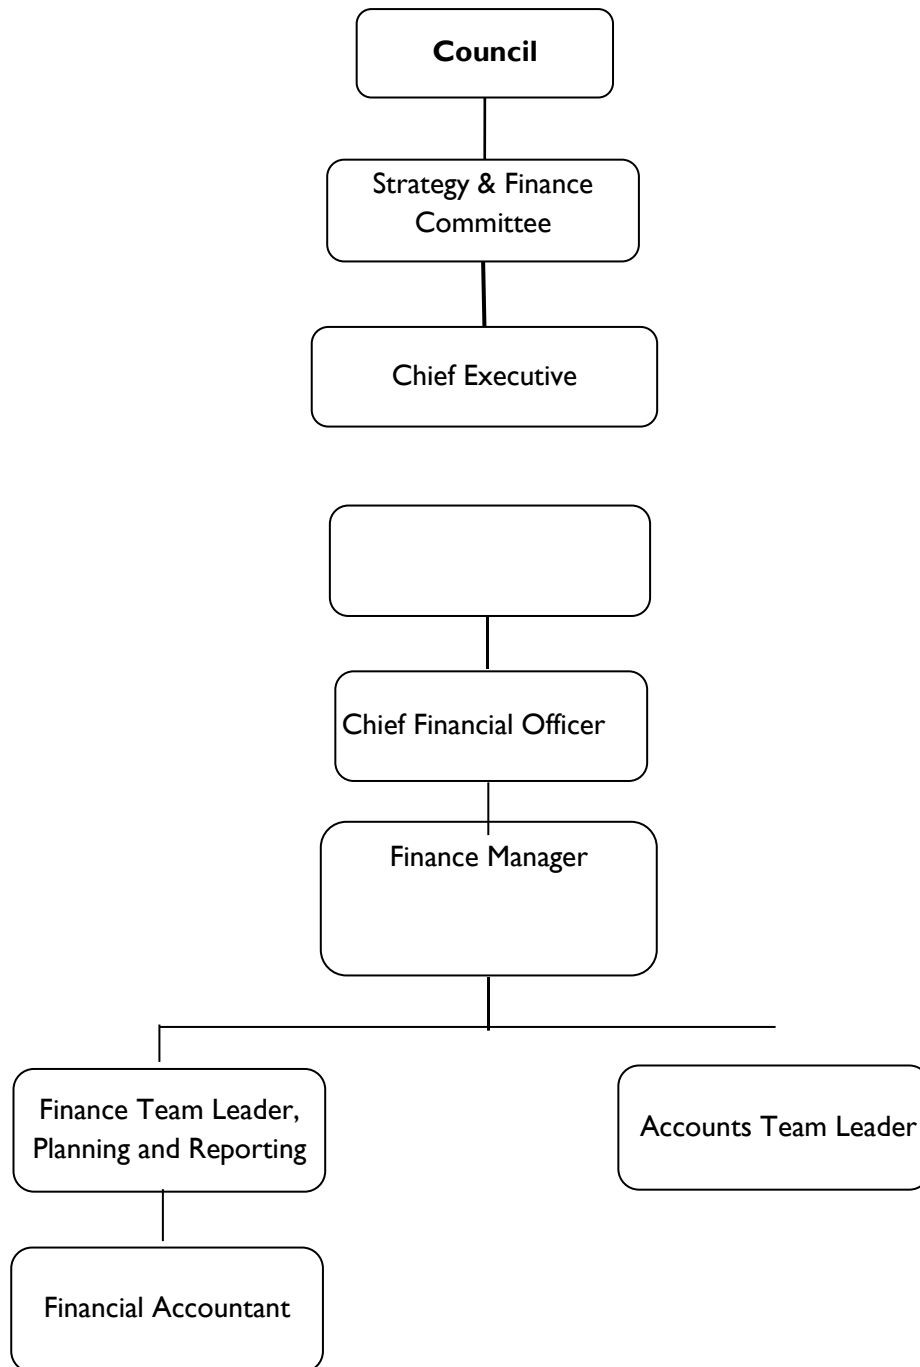 Council
Strategy & Finance
Committee
Chief Executive
Chief Financial Officer
Finance Manager
Finance Team Leader,
Planning and Reporting
Accounts Team Leader
Financial Accountant